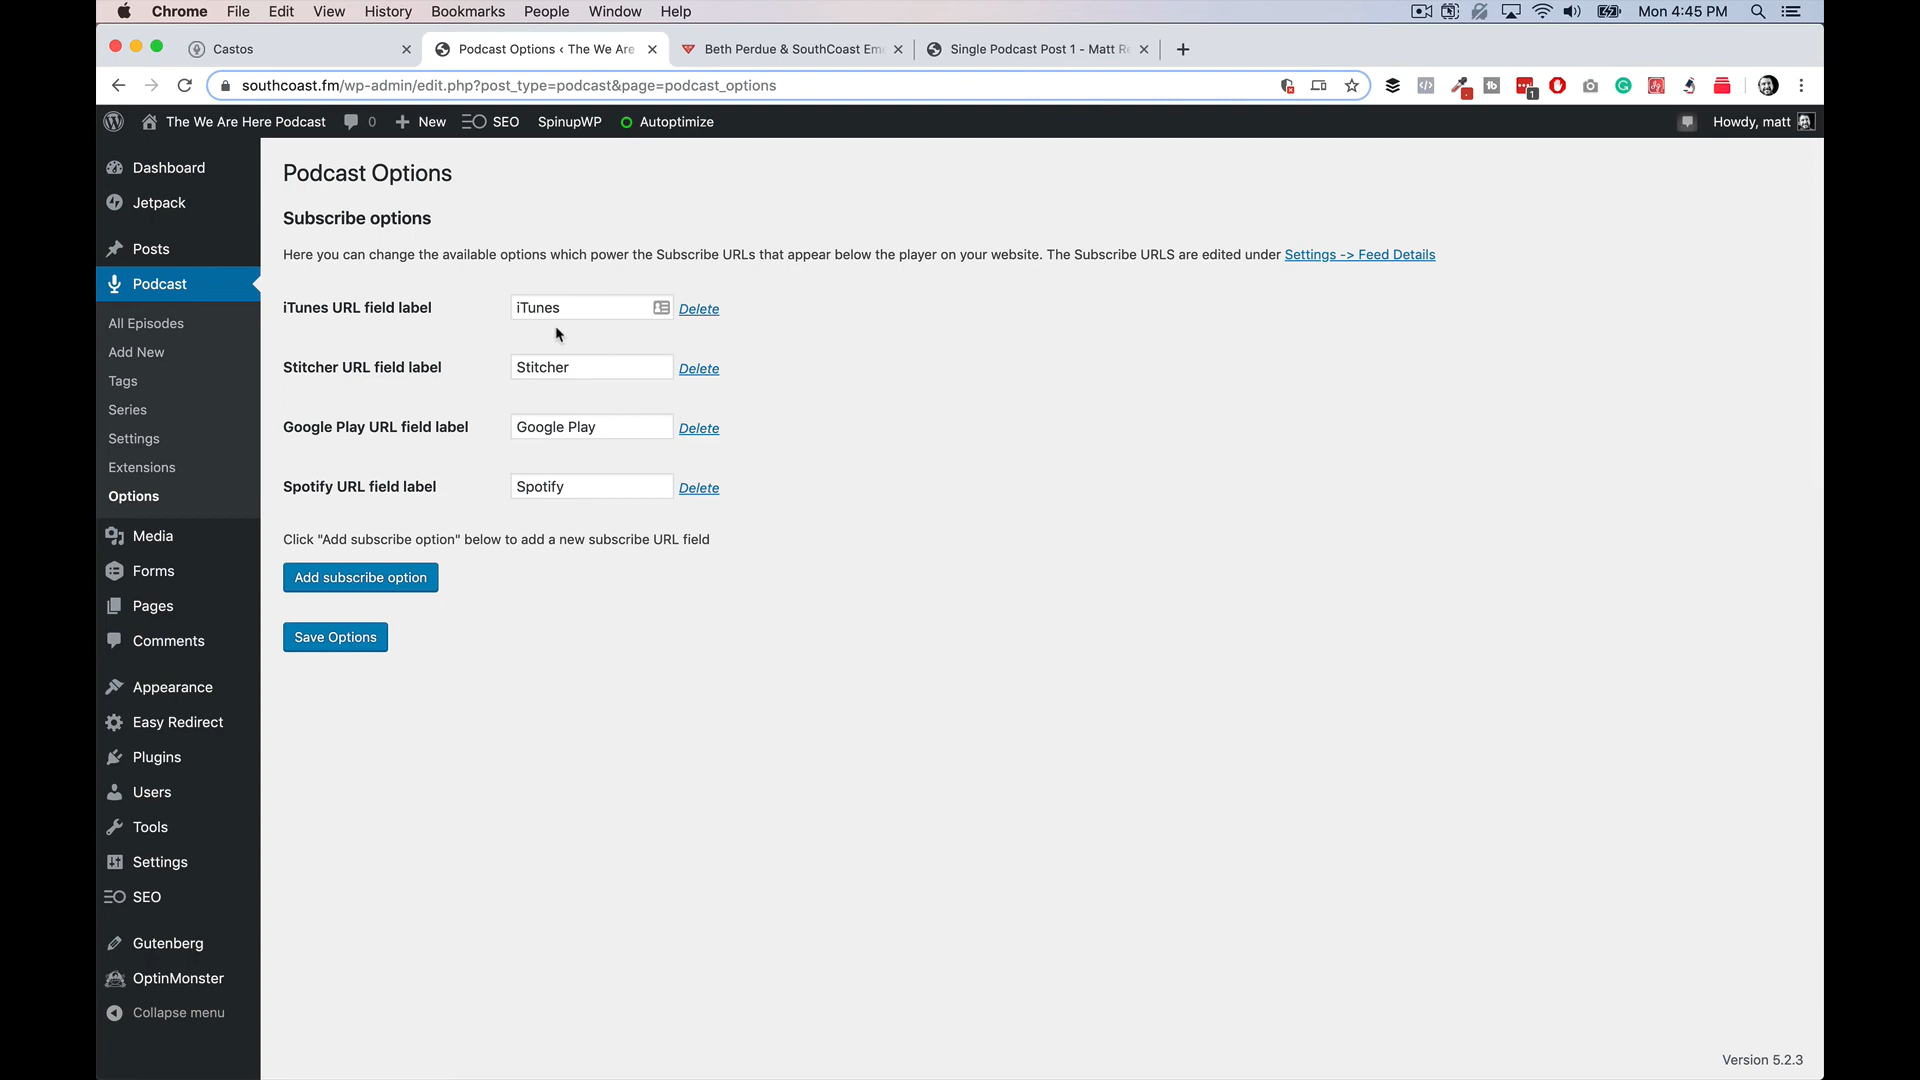 Chrome File Edit View History Bookmarks People Window Help Mon 4:45 PM
Castos Podcast Options ‹ The We Are Beth Perdue & SouthCoast Em Single Podcast Post 1 - Matt Re
southcoast.fm/wp-admin/edit.php?post_type=podcast&page=podcast_options
The We Are Here Podcast 0 New SEO SpinupWP Autoptimize Howdy, matt
Dashboard
Jetpack
Posts
Podcast
All Episodes
Add New
Tags
Series
Settings
Extensions
Options
Media
Forms
Pages
Comments
Appearance
Easy Redirect
Plugins
Users
Tools
Settings
SEO
Gutenberg
OptinMonster
Collapse menu
Podcast Options
Subscribe options
Here you can change the available options which power the Subscribe URLs that appear below the player on your website. The Subscribe URLS are edited under Settings -> Feed Details
iTunes URL field label iTunes Delete
Stitcher URL field label Stitcher Delete
Google Play URL field label Google Play Delete
Spotify URL field label Spotify Delete
Click "Add subscribe option" below to add a new subscribe URL field
Add subscribe option
Save Options
Version 5.2.3